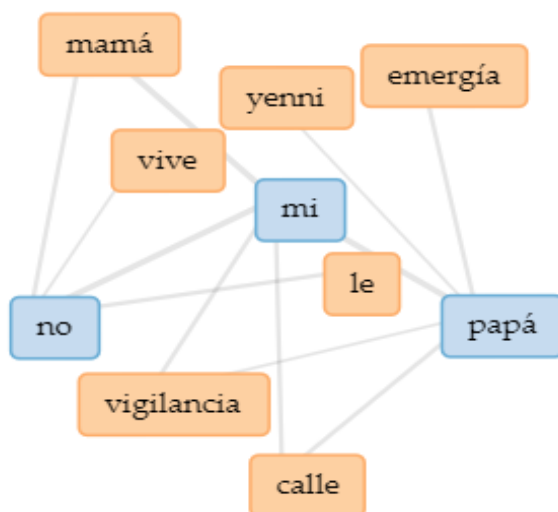 mamá
emergía
yenni
vive
mi
le
no
papá
vigilancia
calle